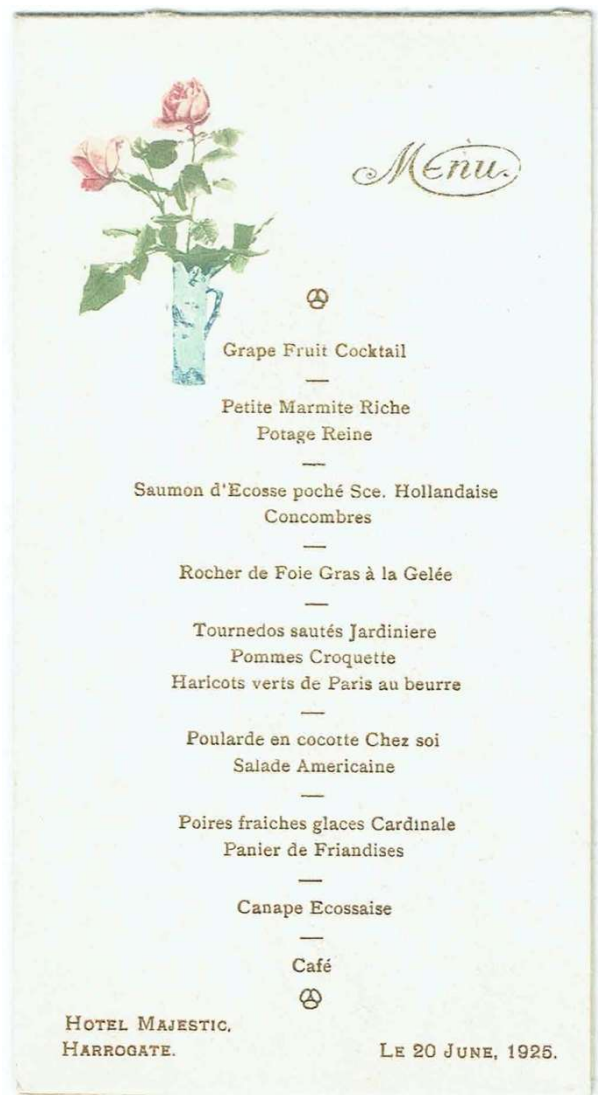 Menu.
Grape Fruit Cocktail
Petite Marmite Riche
Potage Reine
Saumon d'Ecosse poché Sce. Hollandaise
Concombres
Rocher de Foie Gras à la Gelée
Tournedos sautés Jardiniere
Pommes Croquette
Haricots verts de Paris au beurre
Poularde en cocotte Chez soi
Salade Americaine
Poires fraiches glaces Cardinale
Panier de Friandises
Canape Ecossaise
Café
HOTEL MAJESTIC,
HARROGATE.
LE 20 JUNE, 1925.